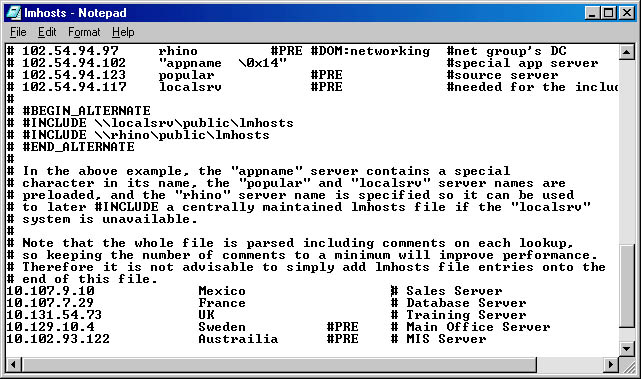 lmhosts - Notepad
File Edit Format Help
# 102.54.94.97 rhino #PRE #DOM:networking #net group's DC
# 102.54.94.102 "appname \0x14" #special app server
# 102.54.94.123 popular #PRE #source server
# 102.54.94.117 localsrv #PRE #needed for the inclu
#
# #BEGIN_ALTERNATE
# #INCLUDE \\localsrv\public\lmhosts
# #INCLUDE \\rhino\public\lmhosts
# #END_ALTERNATE
#
# In the above example, the "appname" server contains a special
# character in its name, the "popular" and "localsrv" server names are
# preloaded, and the "rhino" server name is specified so it can be used
# to later #INCLUDE a centrally maintained lmhosts file if the "localsrv"
# system is unavailable.
#
# Note that the whole file is parsed including comments on each lookup,
# so keeping the number of comments to a minimum will improve performance.
# Therefore it is not advisable to simply add lmhosts file entries onto the
# end of this file.
10.107.9.10 Mexico # Sales Server
10.107.7.29 France # Database Server
10.131.54.73 UK # Training Server
10.129.10.4 Sweden #PRE # Main Office Server
10.102.93.122 Austrailia #PRE # MIS Server